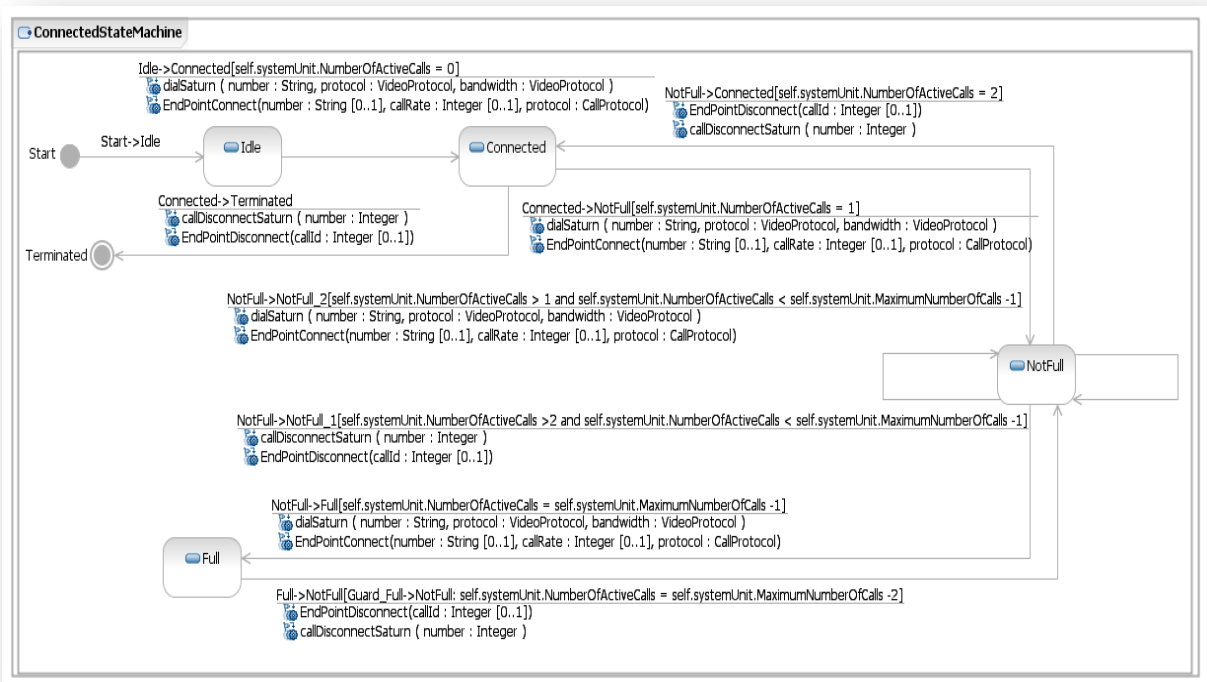 ConnectedStateMachine
Idle->Connected[self.systemUnit.NumberOfActiveCalls = 0]
dialSaturn ( number : String, protocol : VideoProtocol, bandwidth : VideoProtocol )
EndPointConnect(number : String [0..1], callRate : Integer [0..1], protocol : CallProtocol)
NotFull->Connected[self.systemUnit.NumberOfActiveCalls = 2]
EndPointDisconnect(callId : Integer [0..1])
callDisconnectSaturn ( number : Integer )
Start
Start->Idle
Idle
Connected
Connected->Terminated
callDisconnectSaturn ( number : Integer )
EndPointDisconnect(callId : Integer [0..1])
Terminated
Connected->NotFull[self.systemUnit.NumberOfActiveCalls = 1]
dialSaturn ( number : String, protocol : VideoProtocol, bandwidth : VideoProtocol )
EndPointConnect(number : String [0..1], callRate : Integer [0..1], protocol : CallProtocol)
NotFull->NotFull_2[self.systemUnit.NumberOfActiveCalls > 1 and self.systemUnit.NumberOfActiveCalls < self.systemUnit.MaximumNumberOfCalls -1]
dialSaturn ( number : String, protocol : VideoProtocol, bandwidth : VideoProtocol )
EndPointConnect(number : String [0..1], callRate : Integer [0..1], protocol : CallProtocol)
NotFull
NotFull->NotFull_1[self.systemUnit.NumberOfActiveCalls >2 and self.systemUnit.NumberOfActiveCalls < self.systemUnit.MaximumNumberOfCalls -1]
callDisconnectSaturn ( number : Integer )
EndPointDisconnect(callId : Integer [0..1])
NotFull->Full[self.systemUnit.NumberOfActiveCalls = self.systemUnit.MaximumNumberOfCalls -1]
dialSaturn ( number : String, protocol : VideoProtocol, bandwidth : VideoProtocol )
EndPointConnect(number : String [0..1], callRate : Integer [0..1], protocol : CallProtocol)
Full
Full->NotFull[Guard_Full->NotFull: self.systemUnit.NumberOfActiveCalls = self.systemUnit.MaximumNumberOfCalls -2]
EndPointDisconnect(callId : Integer [0..1])
callDisconnectSaturn ( number : Integer )